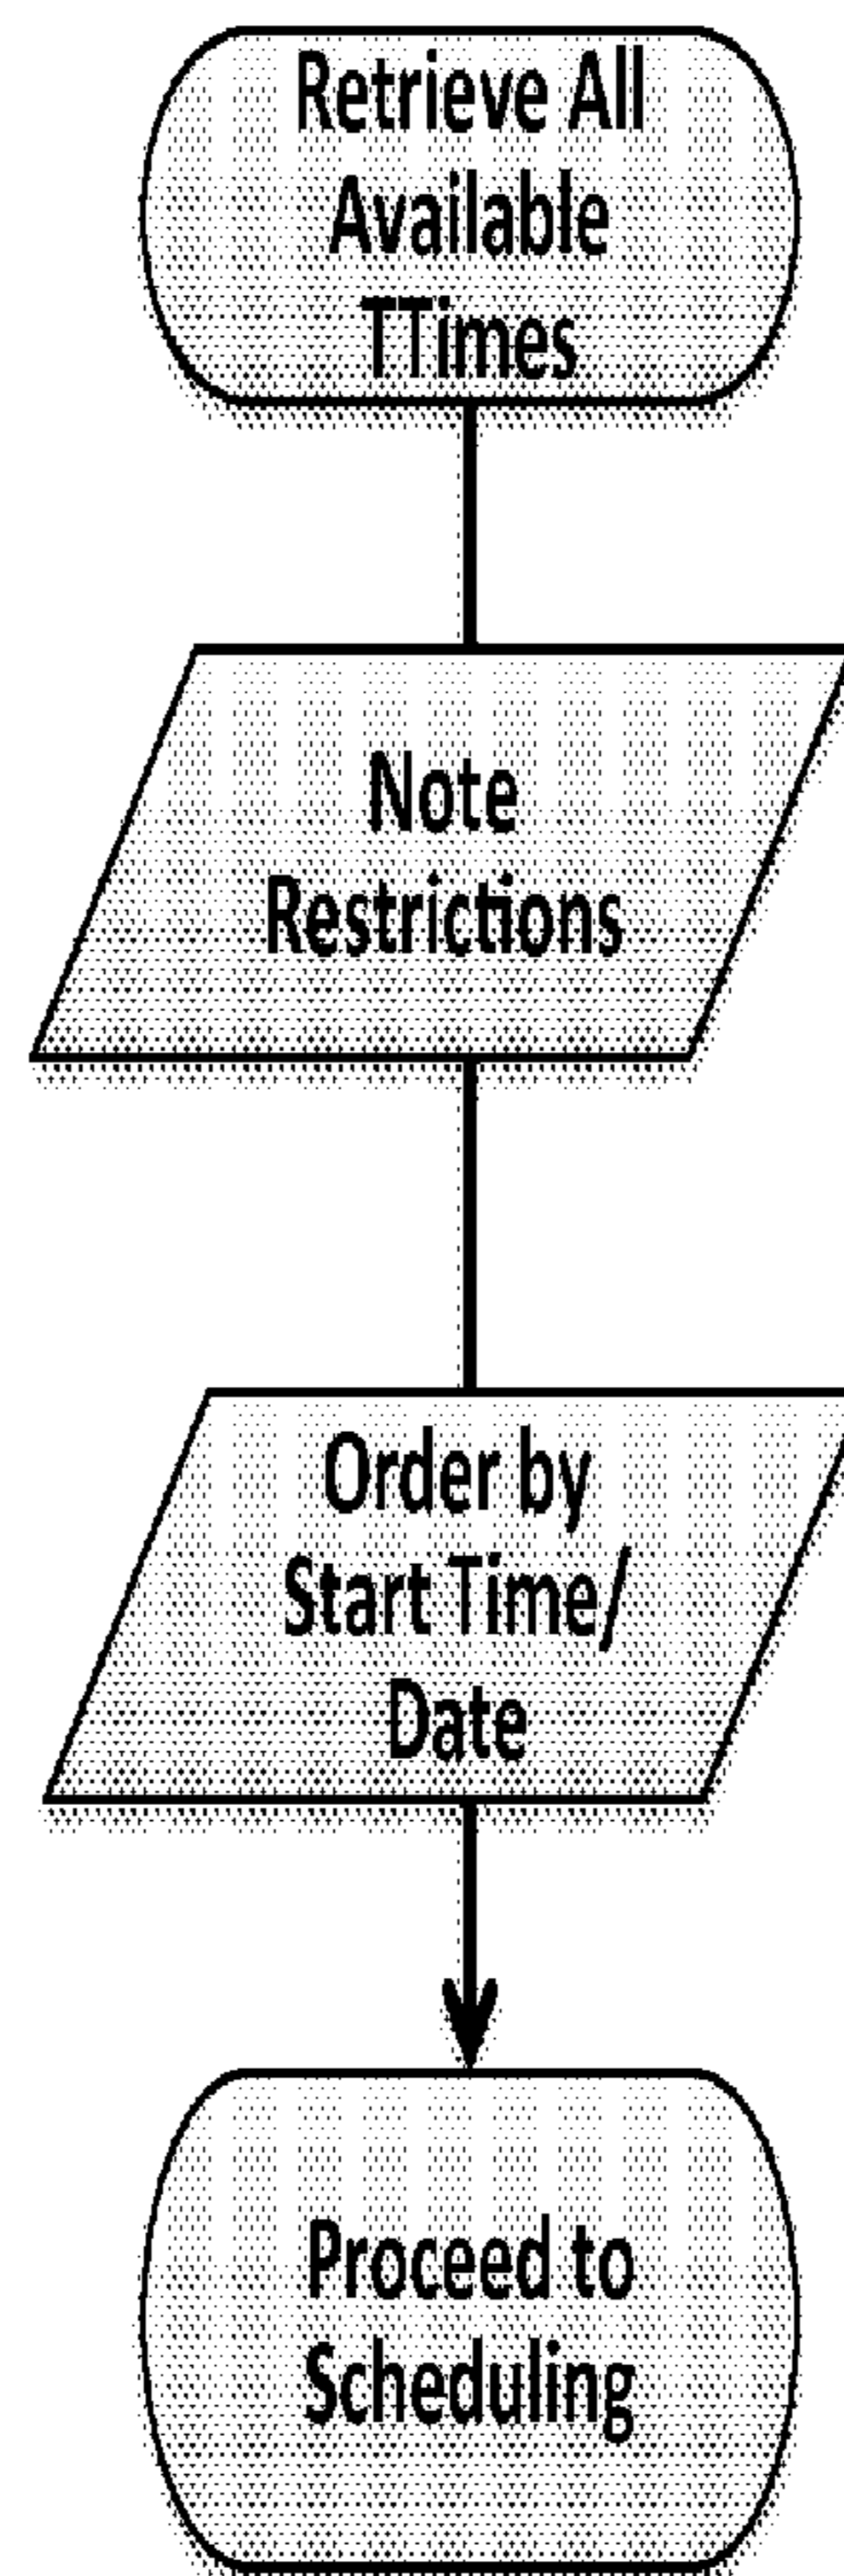 Retrieve All
Available
TTimes
Note
Restrictions
Order by
Start Time/
Date
Proceed to
Scheduling